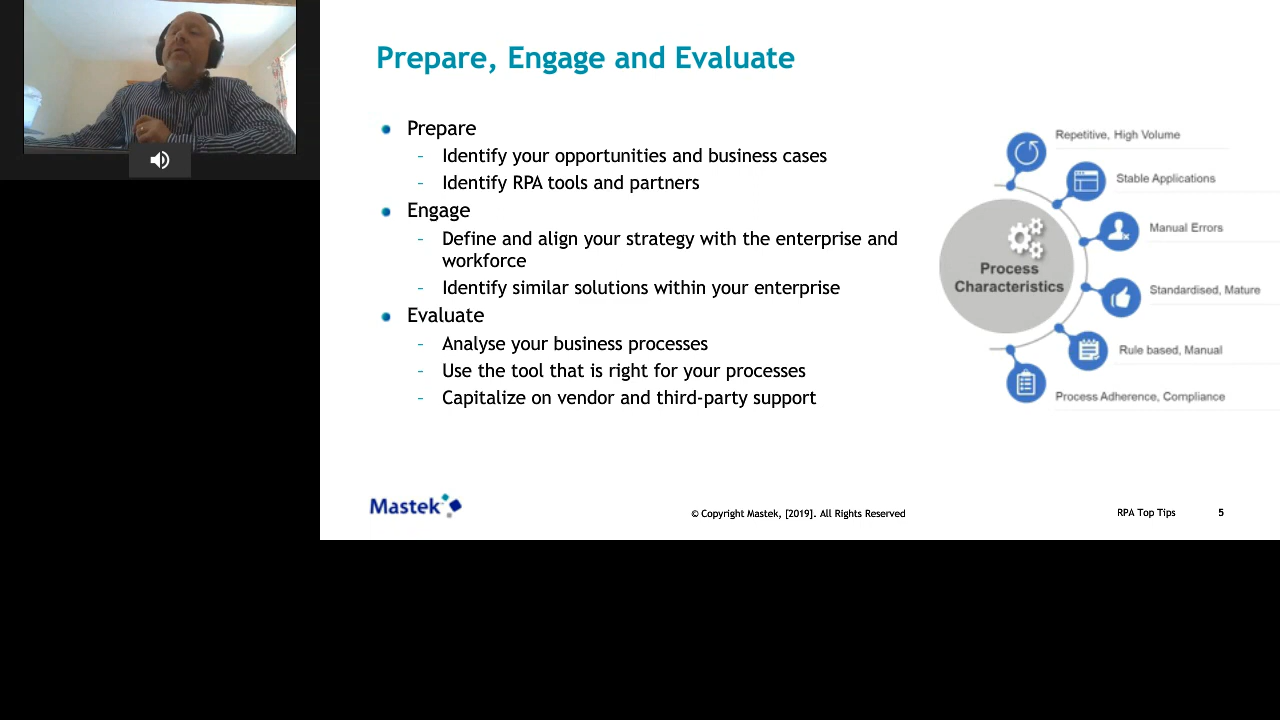 Prepare, Engage and Evaluate
Prepare
- Identify your opportunities and business cases
- Identify RPA tools and partners
Engage
- Define and align your strategy with the enterprise and
workforce
- Identify similar solutions within your enterprise
Evaluate
- Analyse your business processes
- Use the tool that is right for your processes
- Capitalize on vendor and third-party support
Process
Characteristics
Repetitive, High Volume
Stable Applications
Manual Errors
Standardised, Mature
Rule based, Manual
Process Adherence, Compliance
Mastek
© Copyright Mastek, [2019]. All Rights Reserved
RPA Top Tips
5